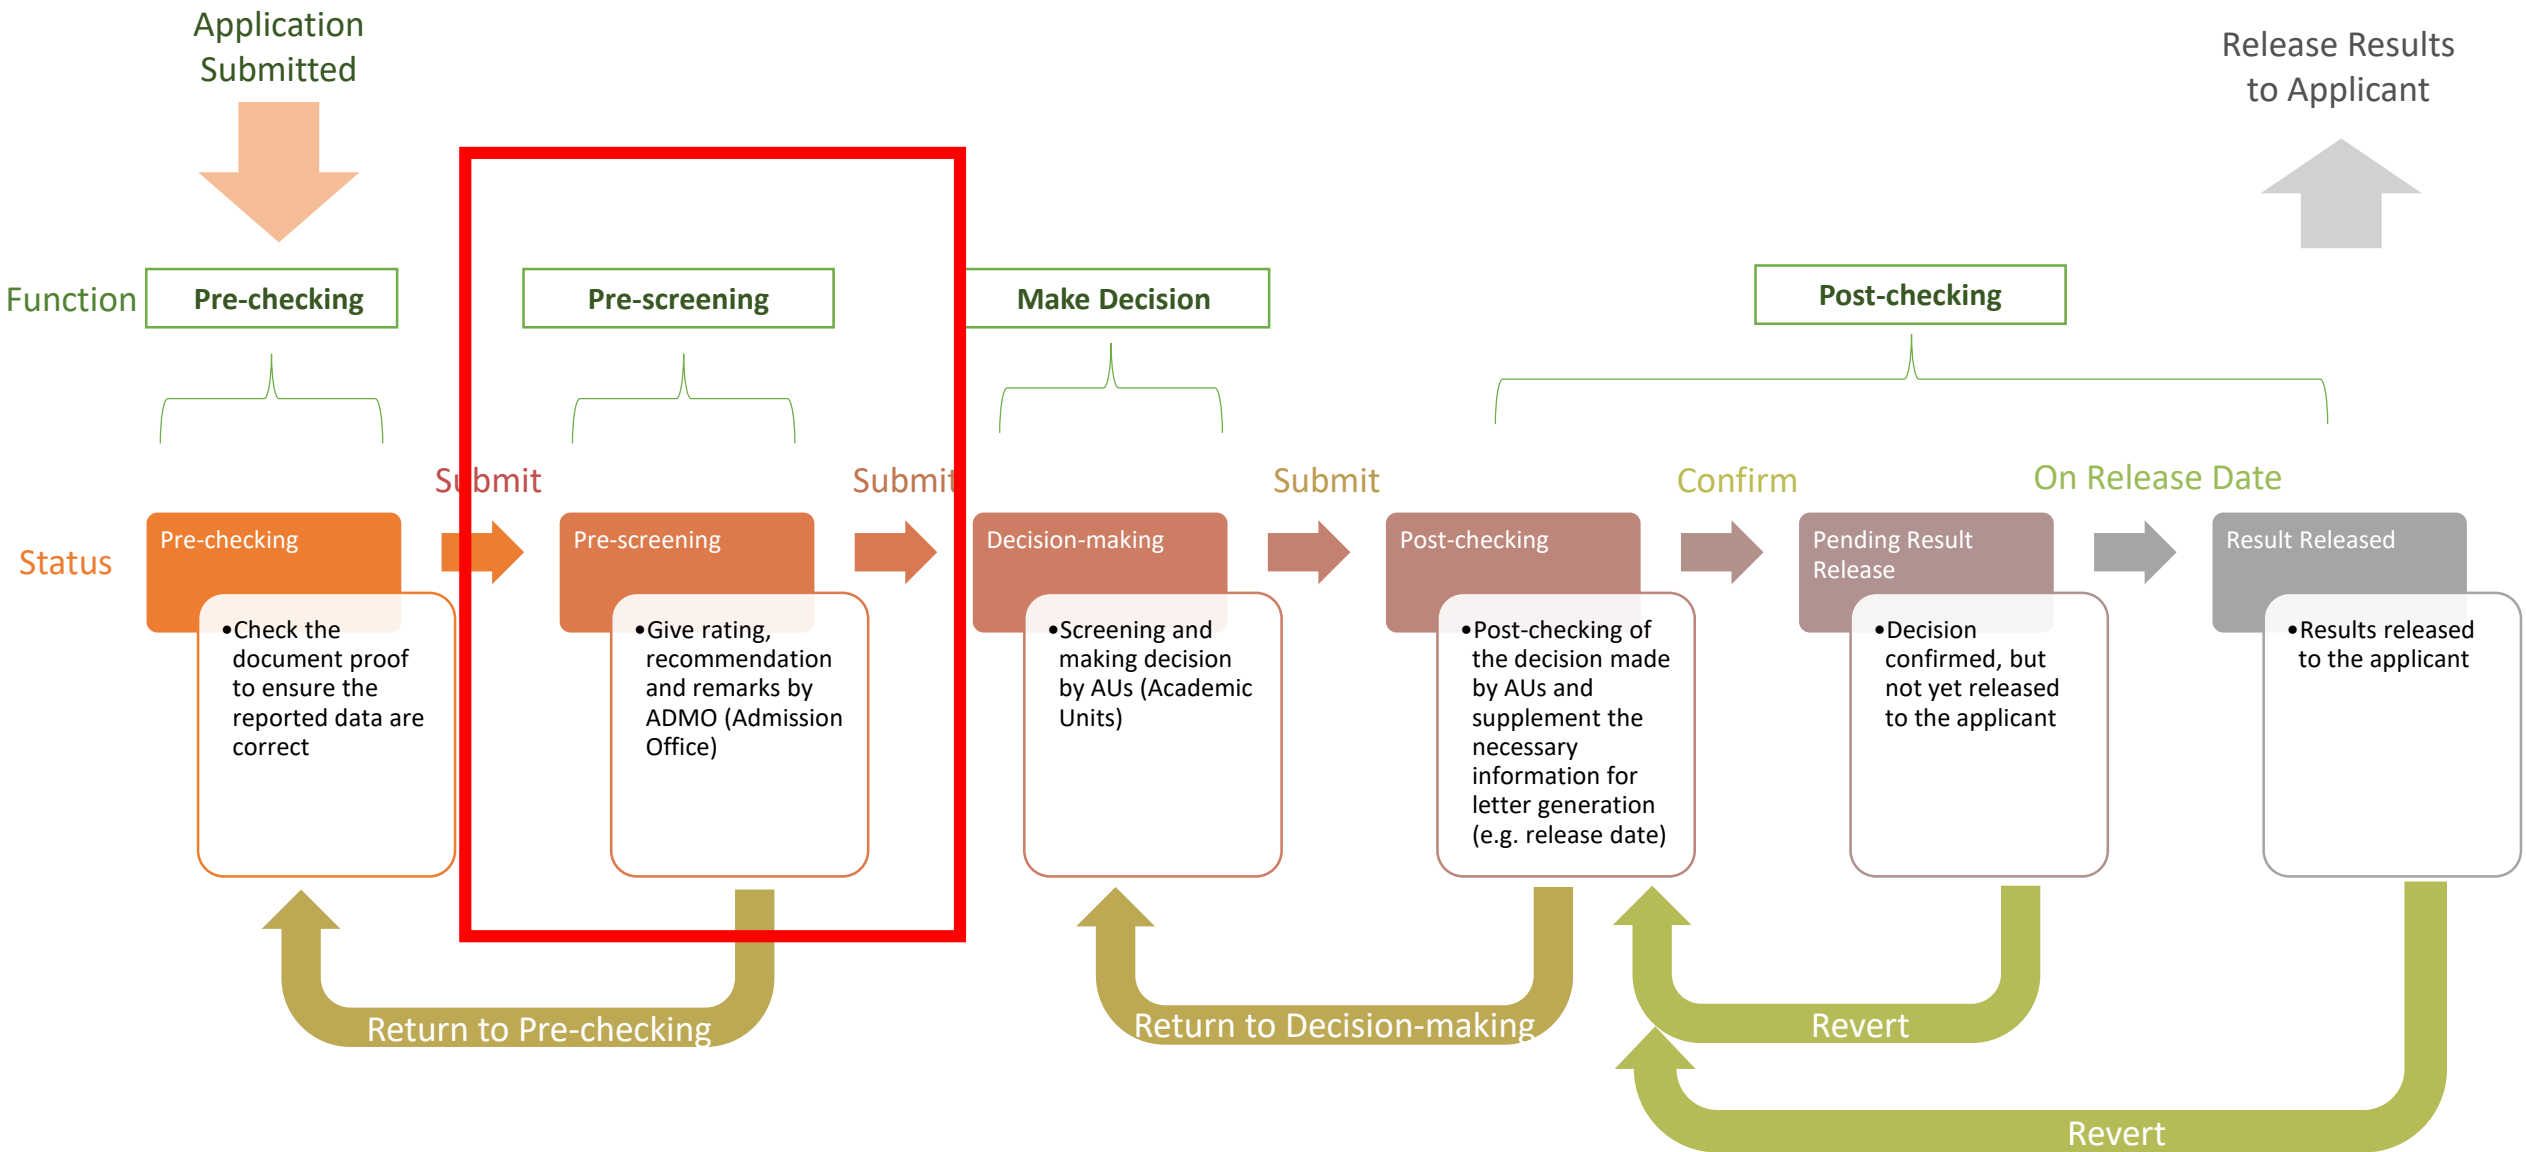 Application
Submitted
Release Results
to Applicant
Function
Pre-checking
Pre-screening
Make Decision
Post-checking
Submit
Submit
Submit
Confirm
On Release Date
Status
Pre-checking
•Check the
document proof
to ensure the
reported data are
correct
Pre-screening
•Give rating,
recommendation
and remarks by
ADMO (Admission
Office)
Decision-making
•Screening and
making decision
by AUs (Academic
Units)
Post-checking
•Post-checking of
the decision made
by AUs and
supplement the
necessary
information for
letter generation
(e.g. release date)
Pending Result
Release
•Decision
confirmed, but
not yet released
to the applicant
Result Released
•Results released
to the applicant
Return to Pre-checking
Return to Decision-making
Revert
Revert